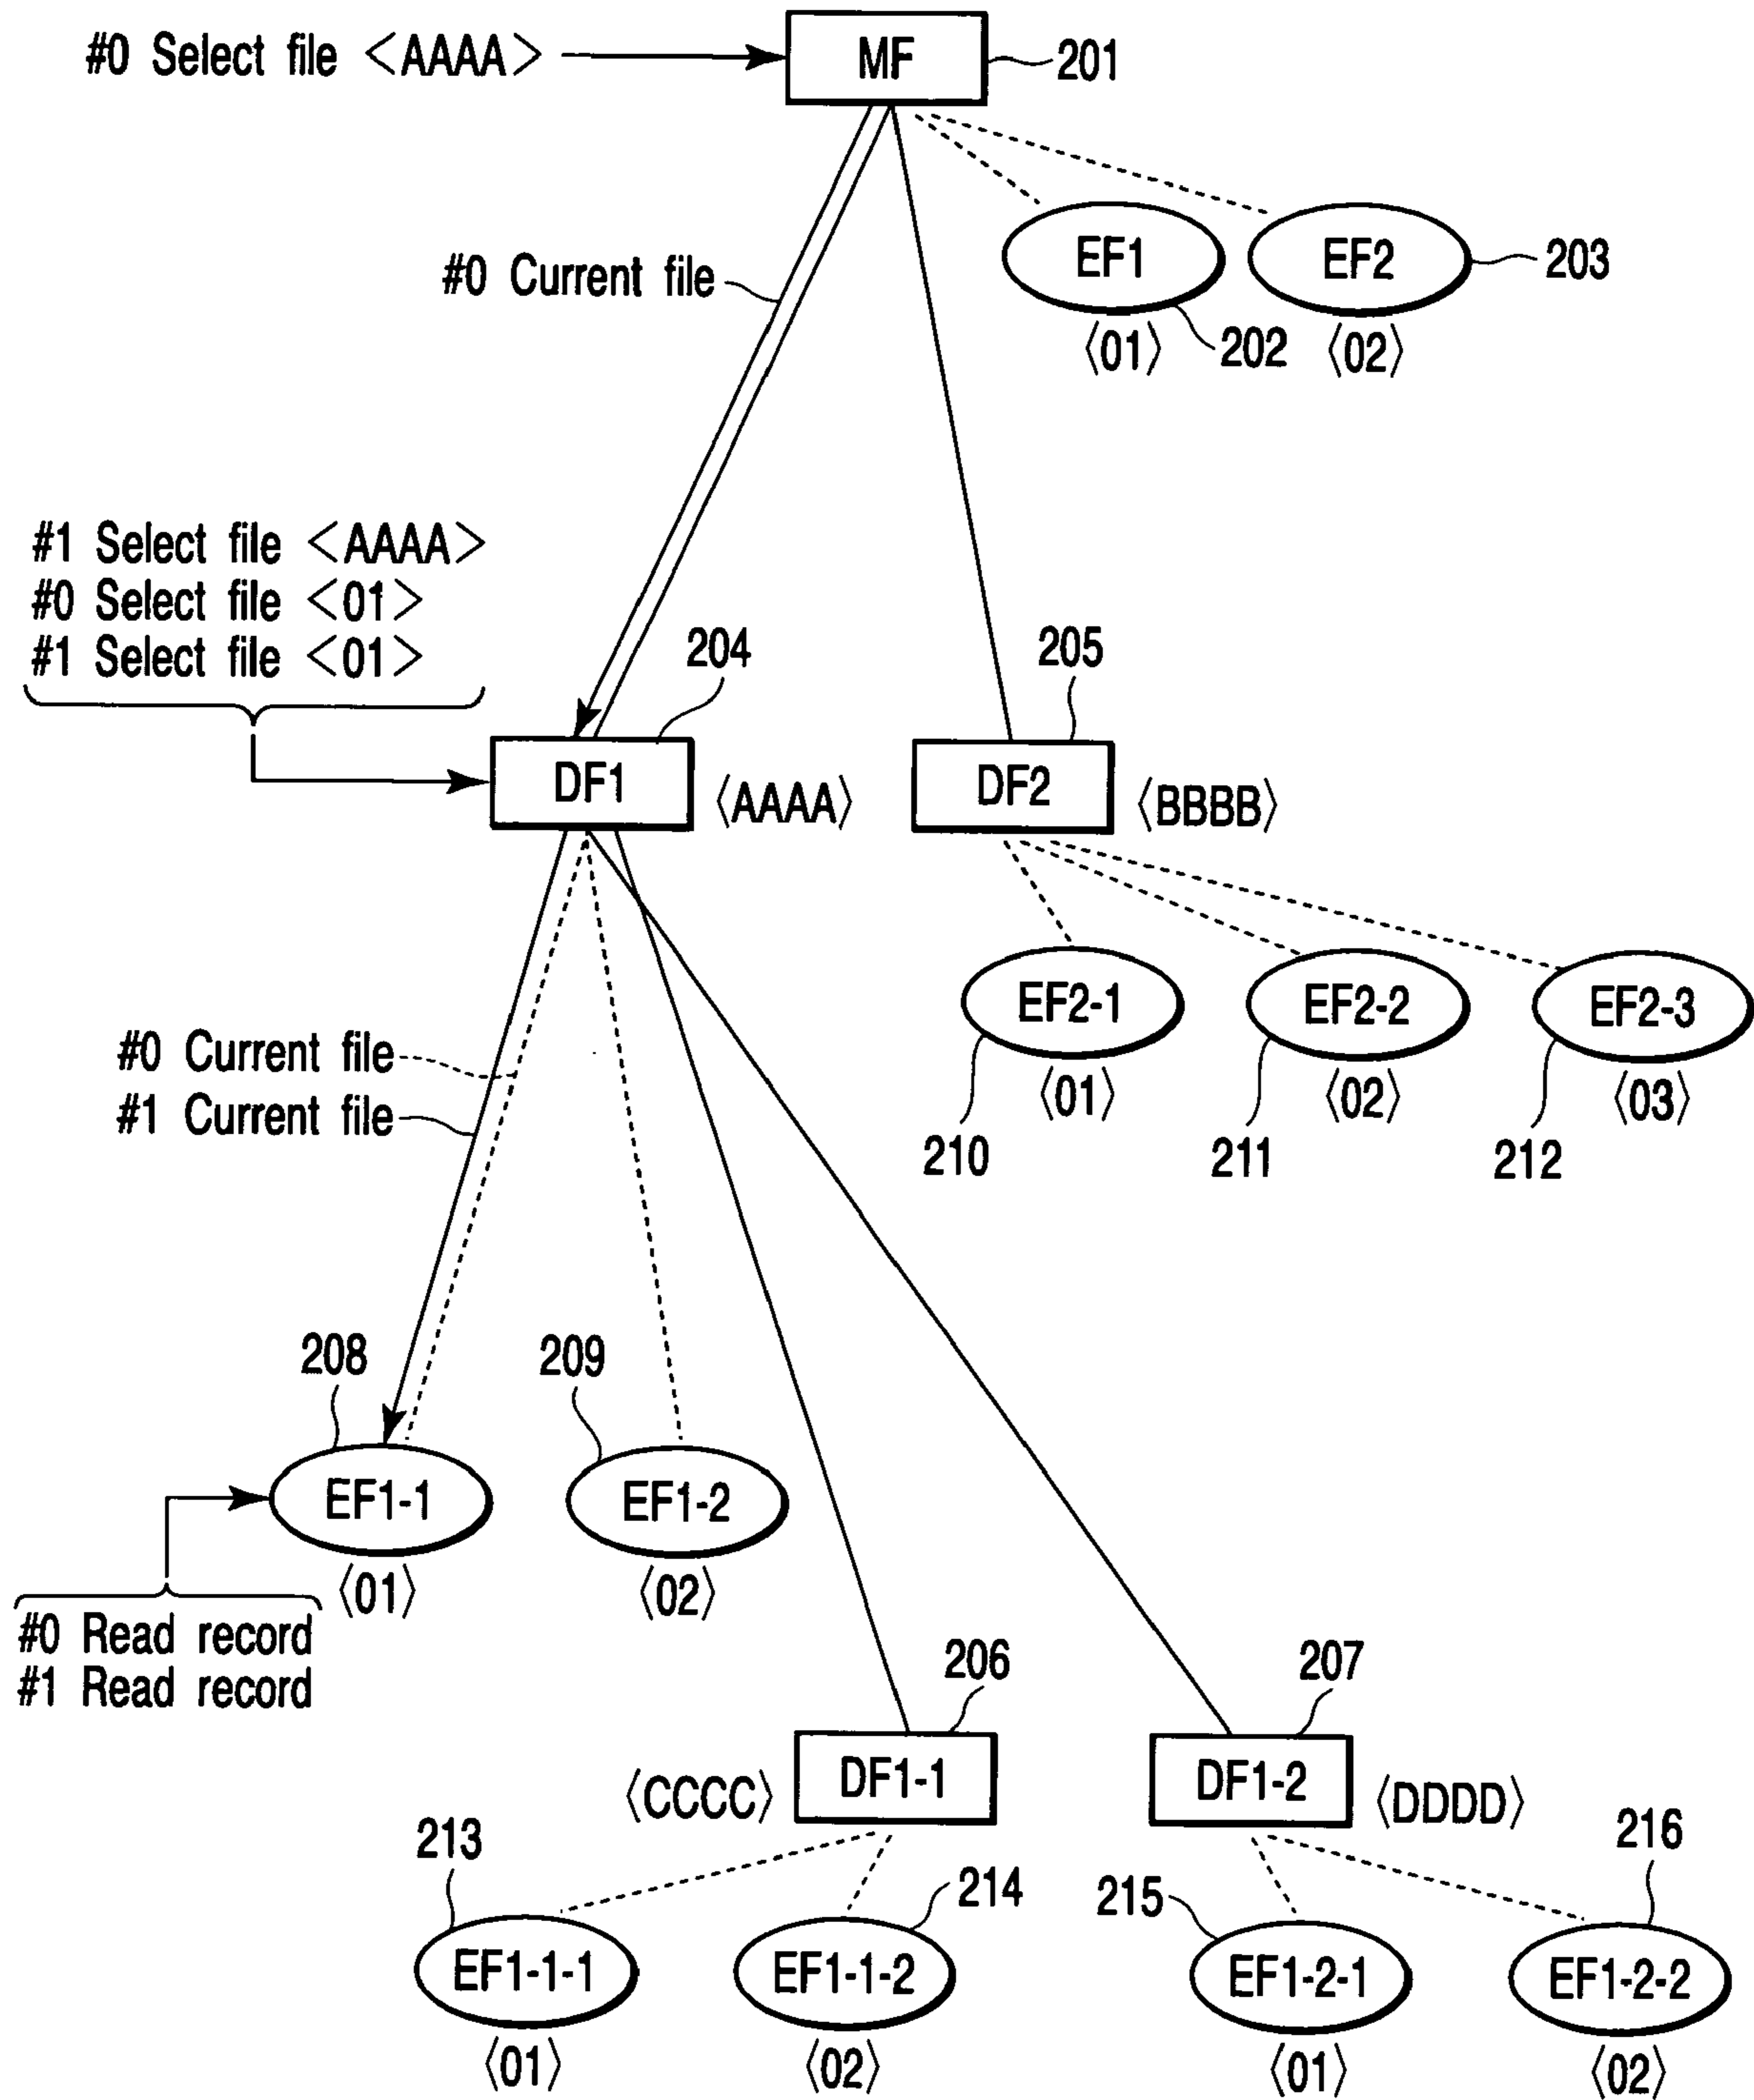 #0 Select file <AAAA>
MF
201
EF1
EF2
203
#0 Current file
〈01〉
202
〈02〉
#1 Select file <AAAA>
#0 Select file <01>
#1 Select file <01>
204
205
DF1
〈AAAA〉
DF2
〈BBBB〉
EF2-1
EF2-2
EF2-3
#0 Current file
#1 Current file
〈01〉
〈02〉
〈03〉
210
211
212
208
209
EF1-1
EF1-2
〈01〉
〈02〉
#0 Read record
#1 Read record
206
207
DF1-1
DF1-2
〈CCCC〉
〈DDDD〉
213
214
215
216
EF1-1-1
EF1-1-2
EF1-2-1
EF1-2-2
〈01〉
〈02〉
〈01〉
〈02〉